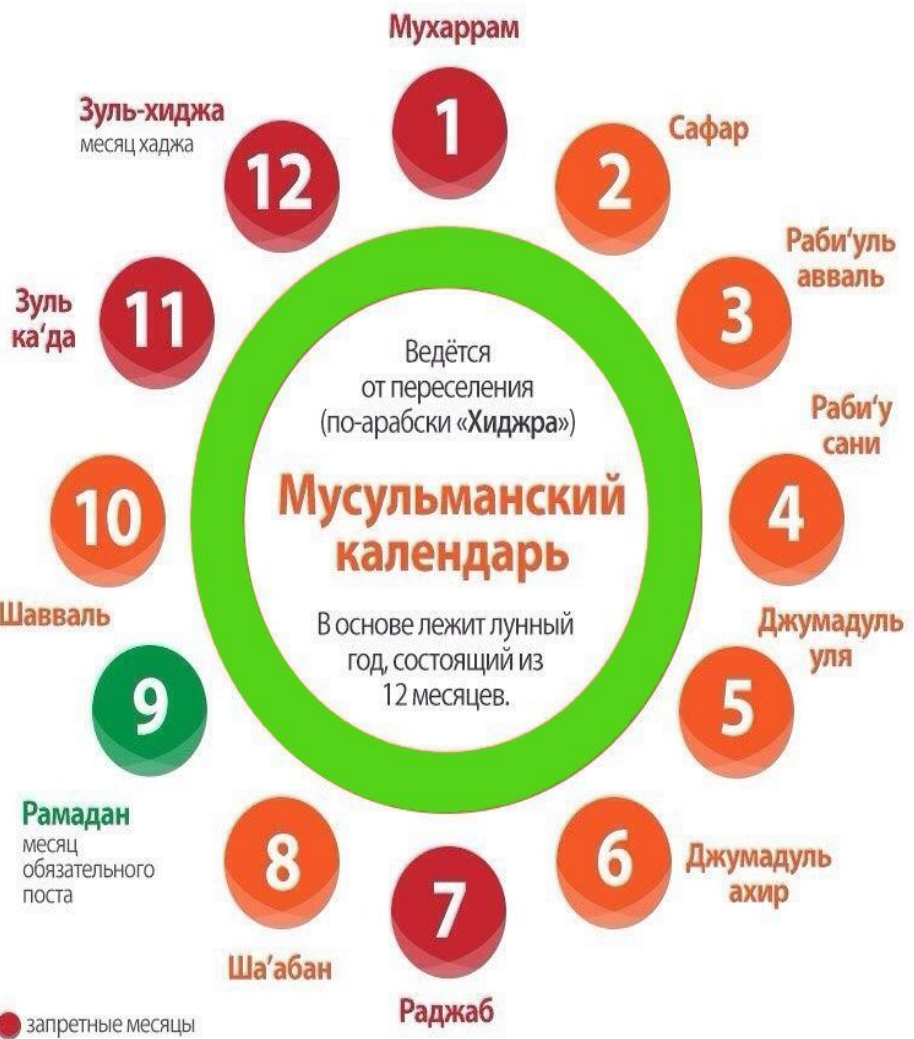 Мухаррам
1
Сафар
2
Раби‘уль
авваль
3
Раби‘у
сани
4
Джумадуль
уля
5
Джумадуль
ахир
6
Раджаб
7
Ша’абан
8
Рамадан
месяц
обязательного
поста
9
Шавваль
10
Зуль
ка‘да
11
Зуль-хиджа
месяц хаджа
12
Ведётся
от переселения
(по-арабски «Хиджра»)
Мусульманский
календарь
В основе лежит лунный
год, состоящий из
12 месяцев.
запретные месяцы